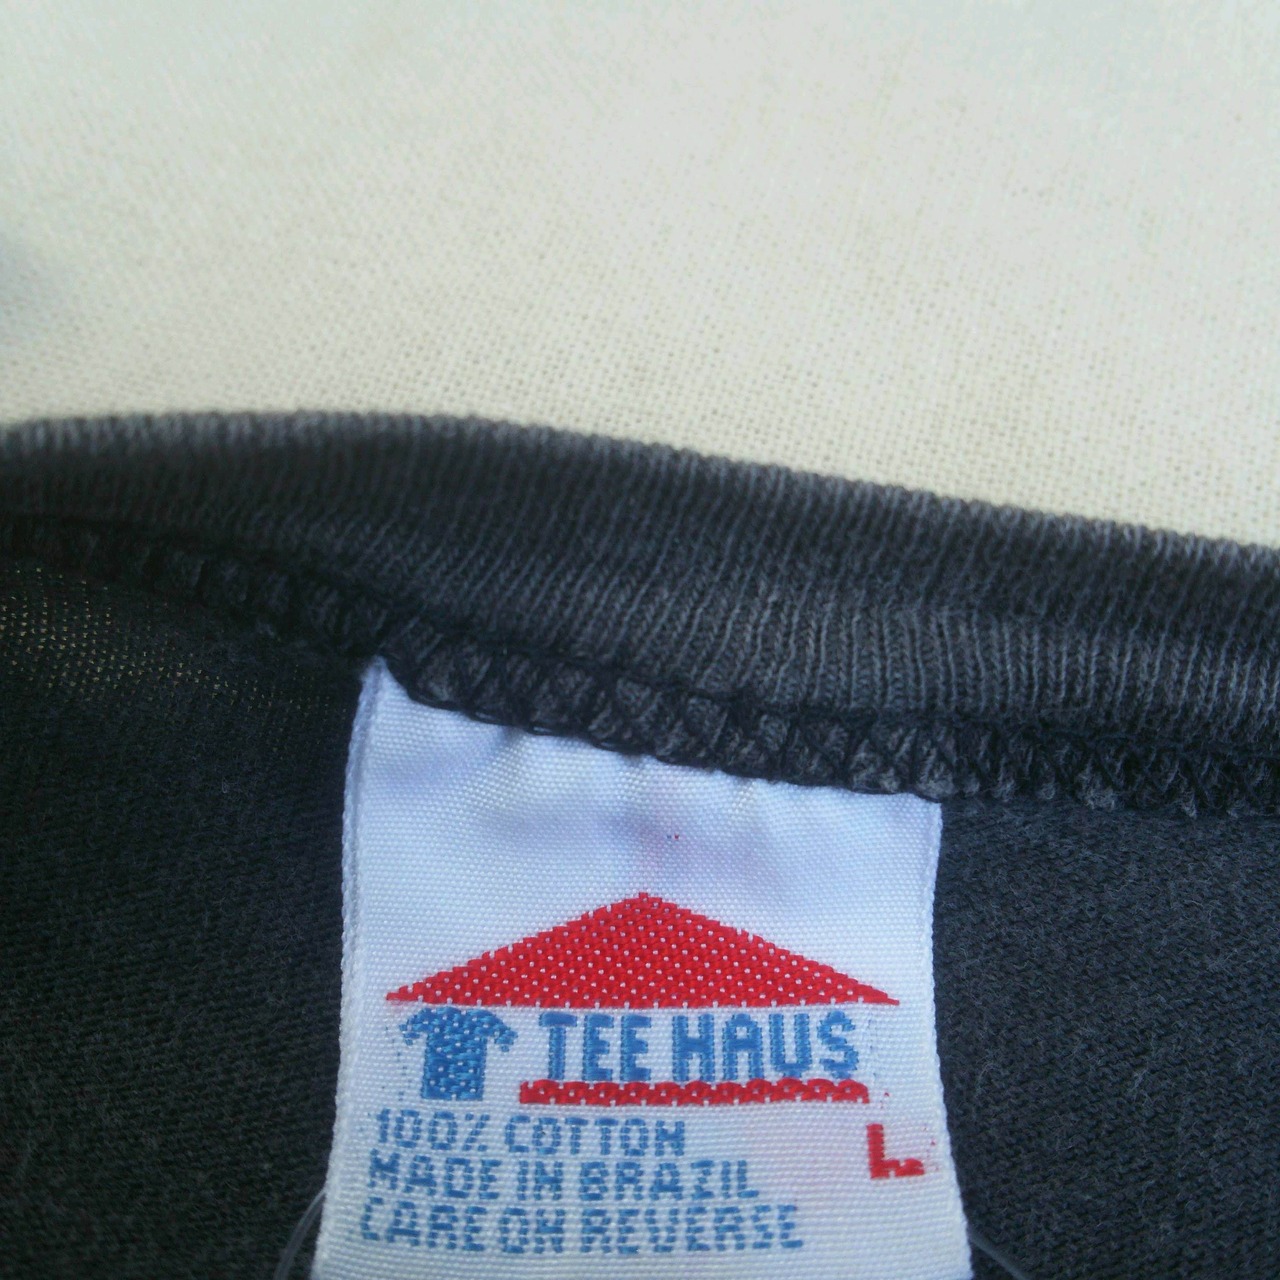 TEE HAUS
100% COTTON
L
MADE IN BRAZIL
CARE ON REVERSE